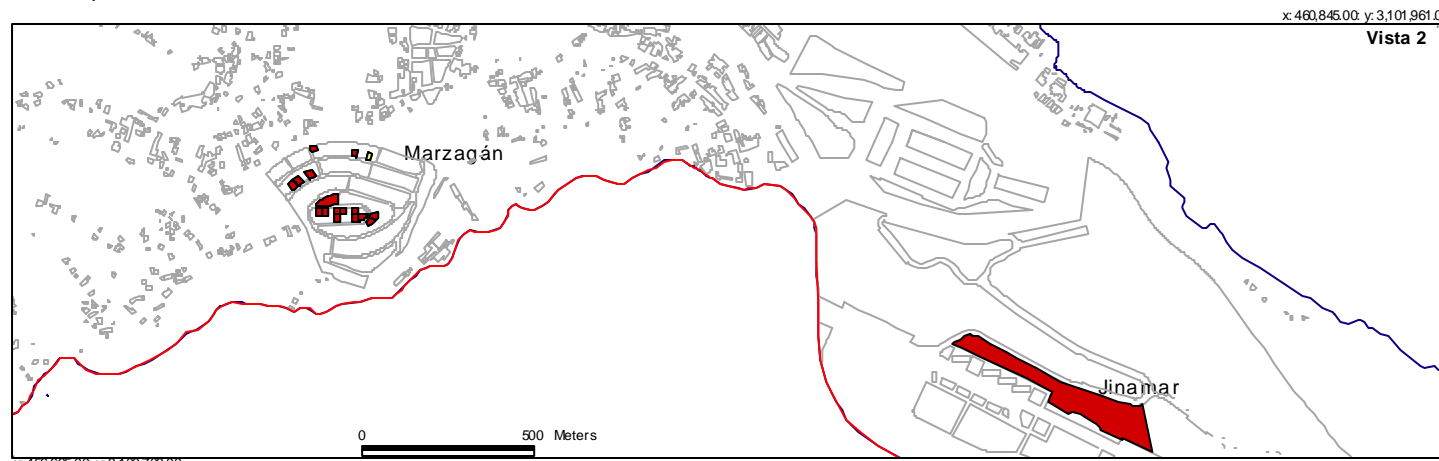 x: 460,845.00: y: 3,101,961.0
Vista 2
Marzagán
Jinamar
0 500 Meters